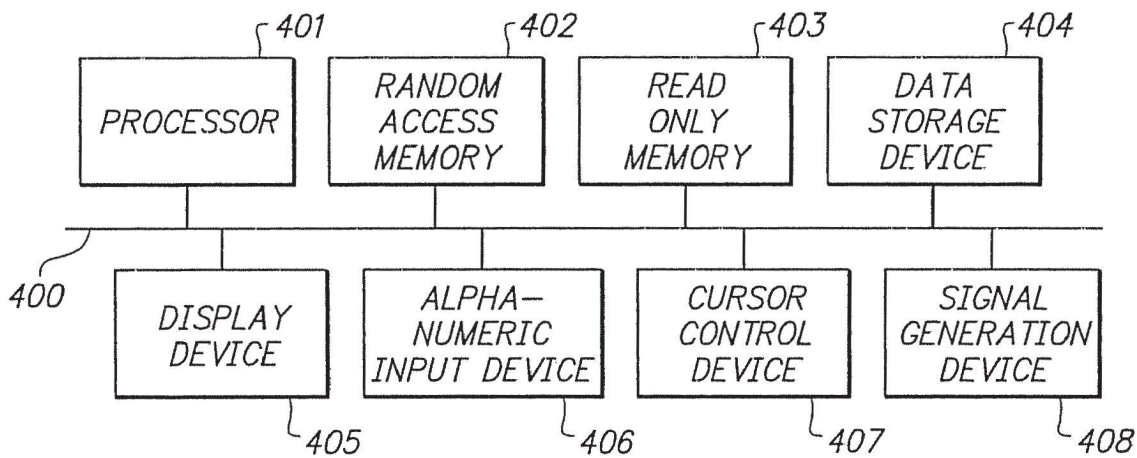 401
402
403
404
PROCESSOR
RANDOM
ACCESS
MEMORY
READ
ONLY
MEMORY
DATA
STORAGE
DEVICE
400
DISPLAY
DEVICE
ALPHA-
NUMERIC
INPUT DEVICE
CURSOR
CONTROL
DEVICE
SIGNAL
GENERATION
DEVICE
405
406
407
408